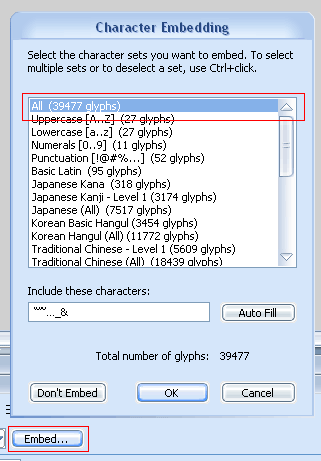 Character Embedding
Select the character sets you want to embed. To select
multiple sets or to deselect a set, use Ctrl+click.
All (39477 glyphs)
Uppercase [A..Z] (27 glyphs)
Lowercase [a..z] (27 glyphs)
Numerals [0..9] (11 glyphs)
Punctuation [!@#%...] (52 glyphs)
Basic Latin (95 glyphs)
Japanese Kana (318 glyphs)
Japanese Kanji - Level 1 (3174 glyphs)
Japanese (All) (7517 glyphs)
Korean Basic Hangul (3454 glyphs)
Korean Hangul (All) (11772 glyphs)
Traditional Chinese - Level 1 (5609 glyphs)
Traditional Chinese (All) (18439 glyphs)
Include these characters:
Auto Fill
Total number of glyphs: 39477
Don't Embed
OK
Cancel
Embed...